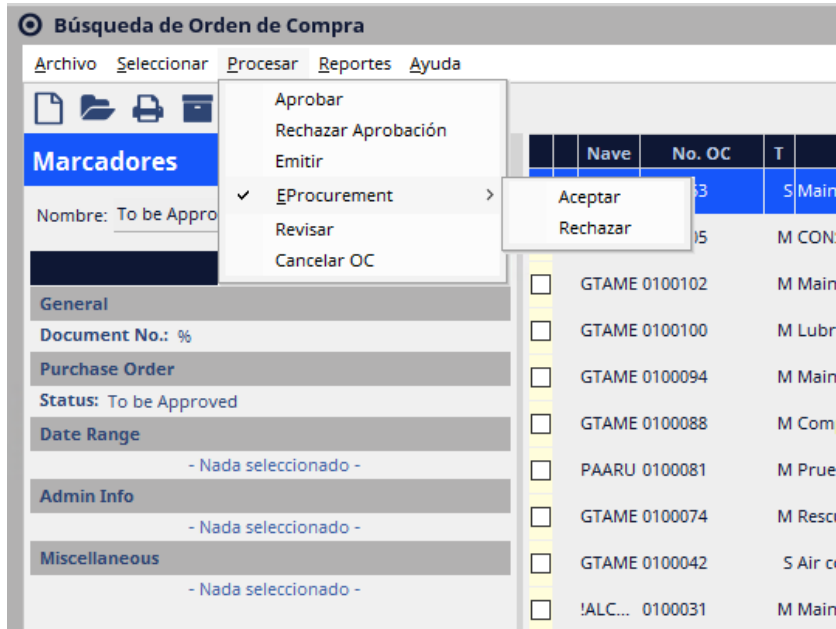 Búsqueda de Orden de Compra
Archivo Seleccionar Procesar Reportes Ayuda
Aprobar
Rechazar Aprobación
Emitir
EProcurement
Revisar
Cancelar OC
Aceptar
Rechazar
Marcadores
Nombre: To be Appro
General
Document No.: %
Purchase Order
Status: To be Approved
Date Range
- Nada seleccionado -
Admin Info
- Nada seleccionado -
Miscellaneous
- Nada seleccionado -
Nave No. OC T
53 S Main
05 M CONS
GTAME 0100102 M Main
GTAME 0100100 M Lubr
GTAME 0100094 M Main
GTAME 0100088 M Com
PAARU 0100081 M Prue
GTAME 0100074 M Resc
GTAME 0100042 S Air c
!ALC... 0100031 M Main